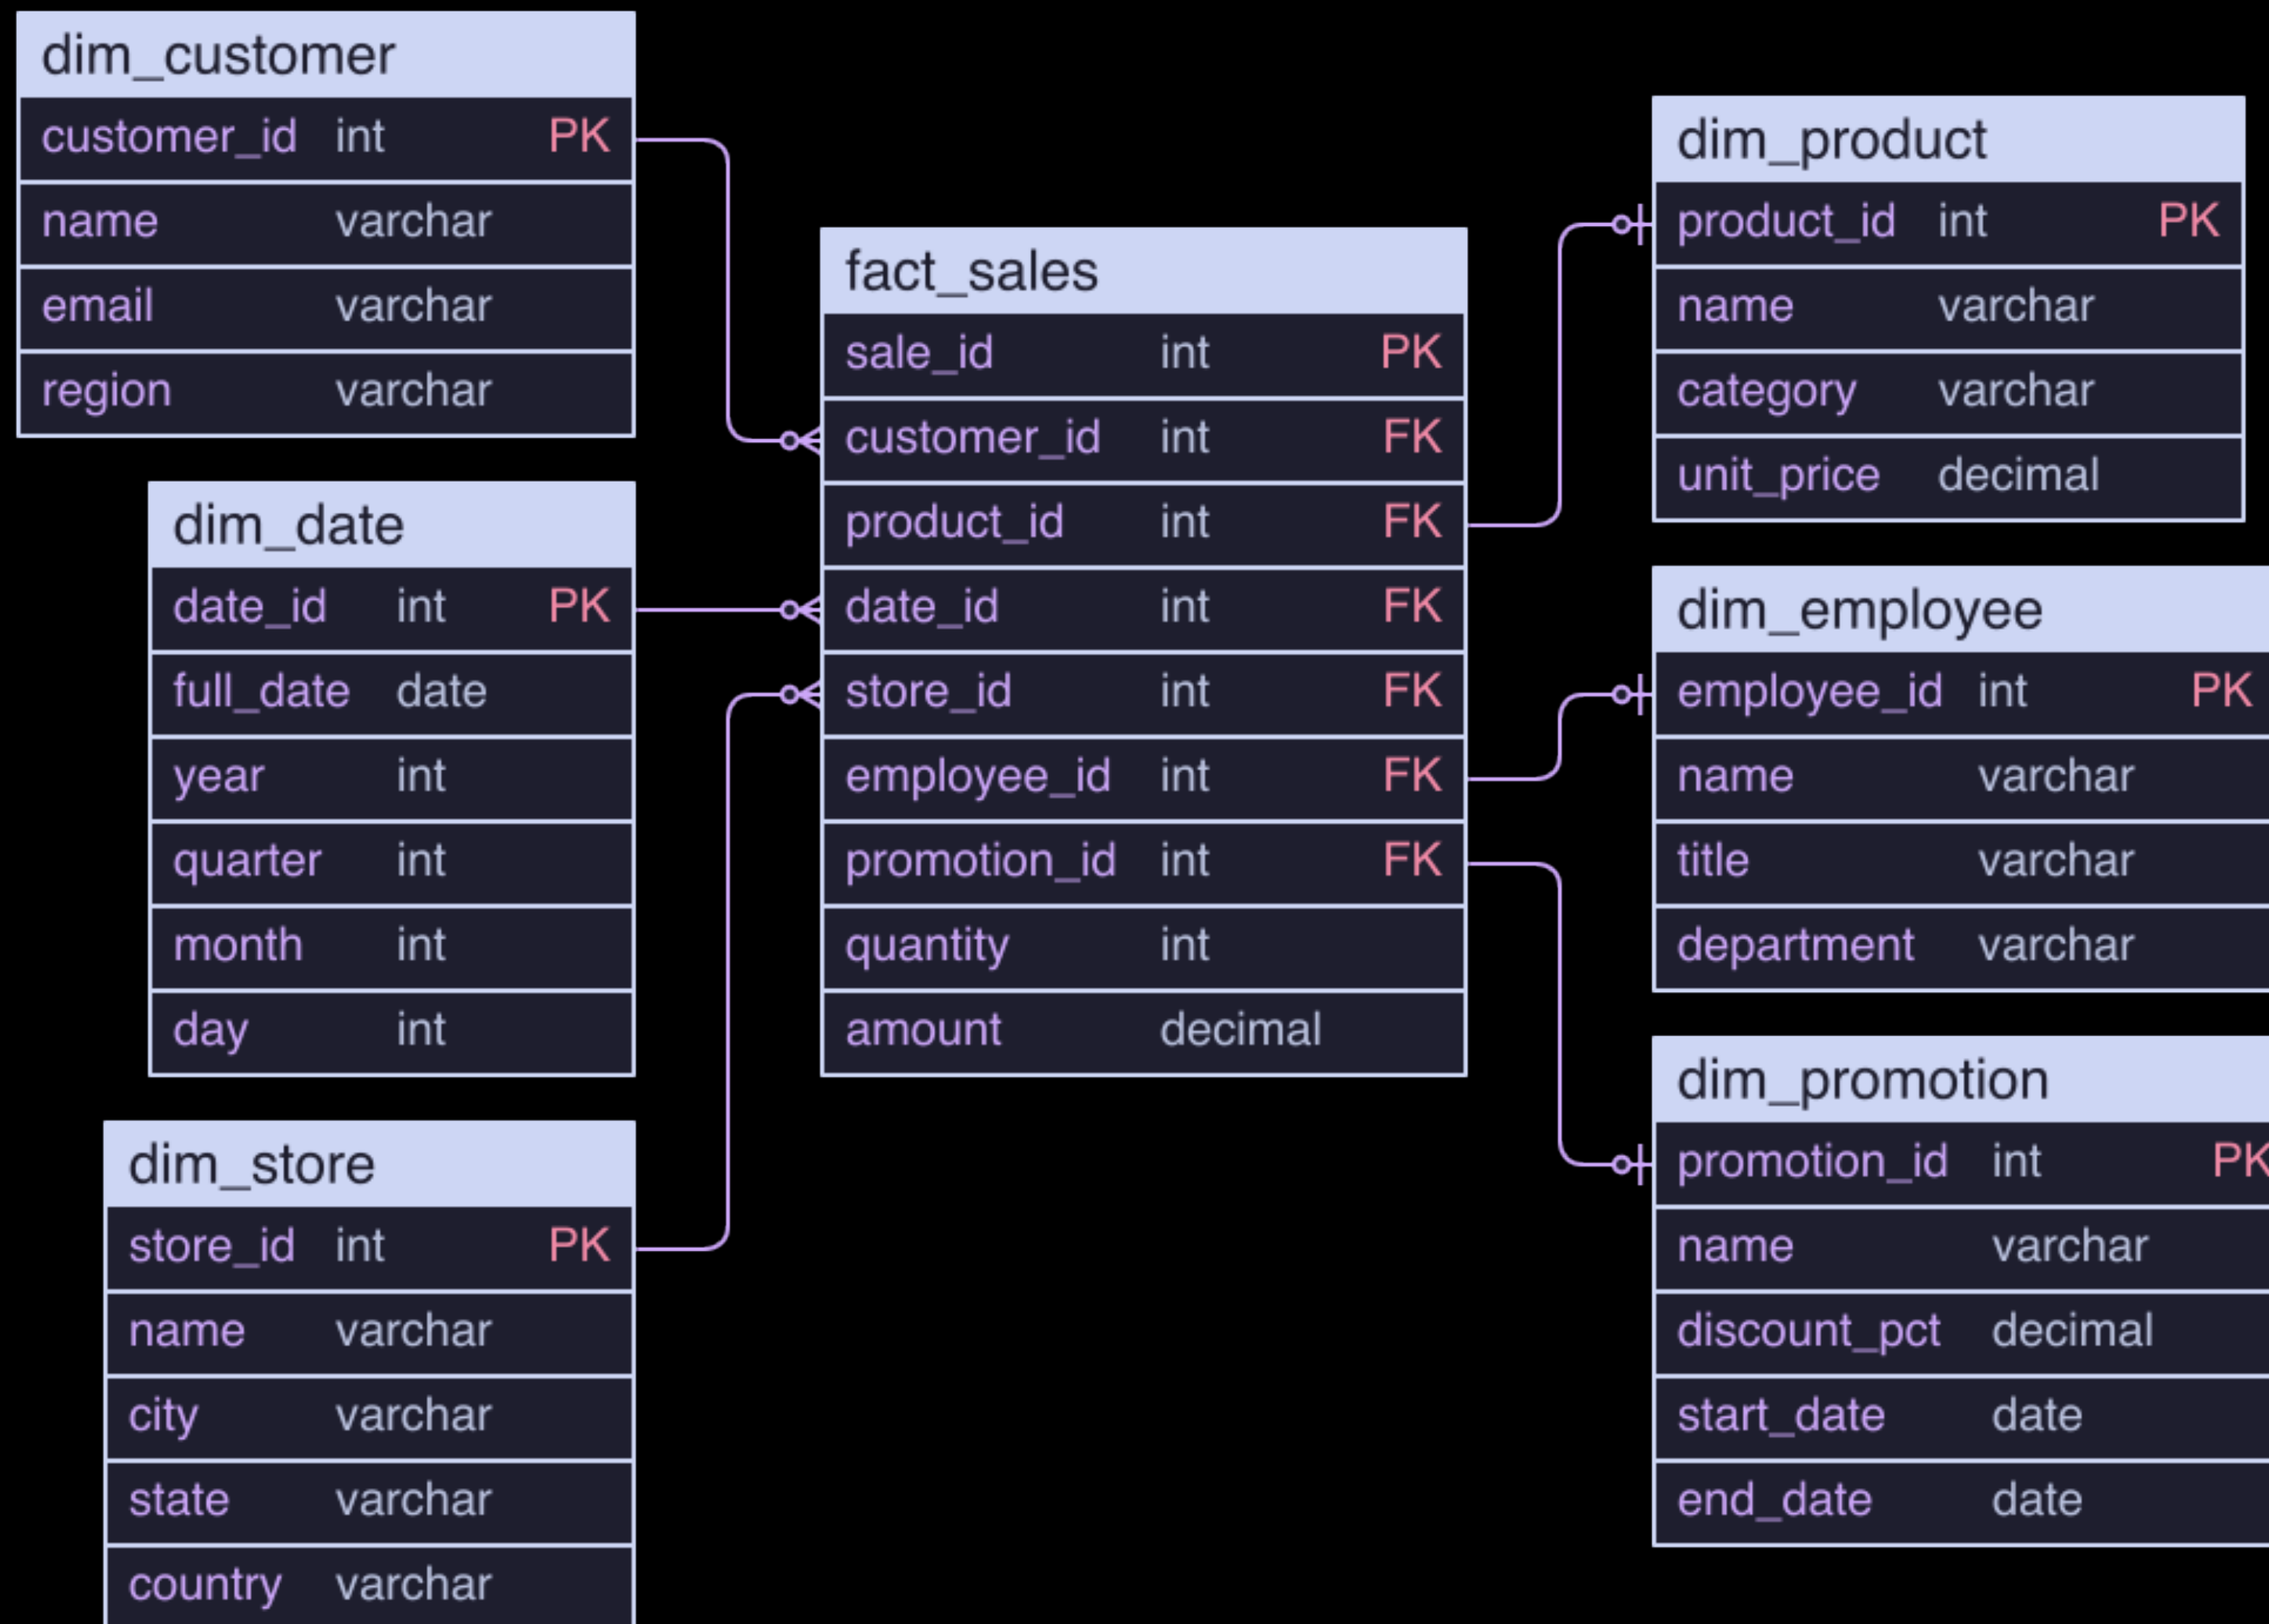 dim_customer
customer_id int PK
name varchar
email varchar
region varchar
dim_date
date_id int PK
full_date date
year int
quarter int
month int
day int
dim_store
store_id int PK
name varchar
city varchar
state varchar
country varchar
fact_sales
sale_id int PK
customer_id int FK
product_id int FK
date_id int FK
store_id int FK
employee_id int FK
promotion_id int FK
quantity int
amount decimal
dim_product
product_id int PK
name varchar
category varchar
unit_price decimal
dim_employee
employee_id int PK
name varchar
title varchar
department varchar
dim_promotion
promotion_id int PK
name varchar
discount_pct decimal
start_date date
end_date date